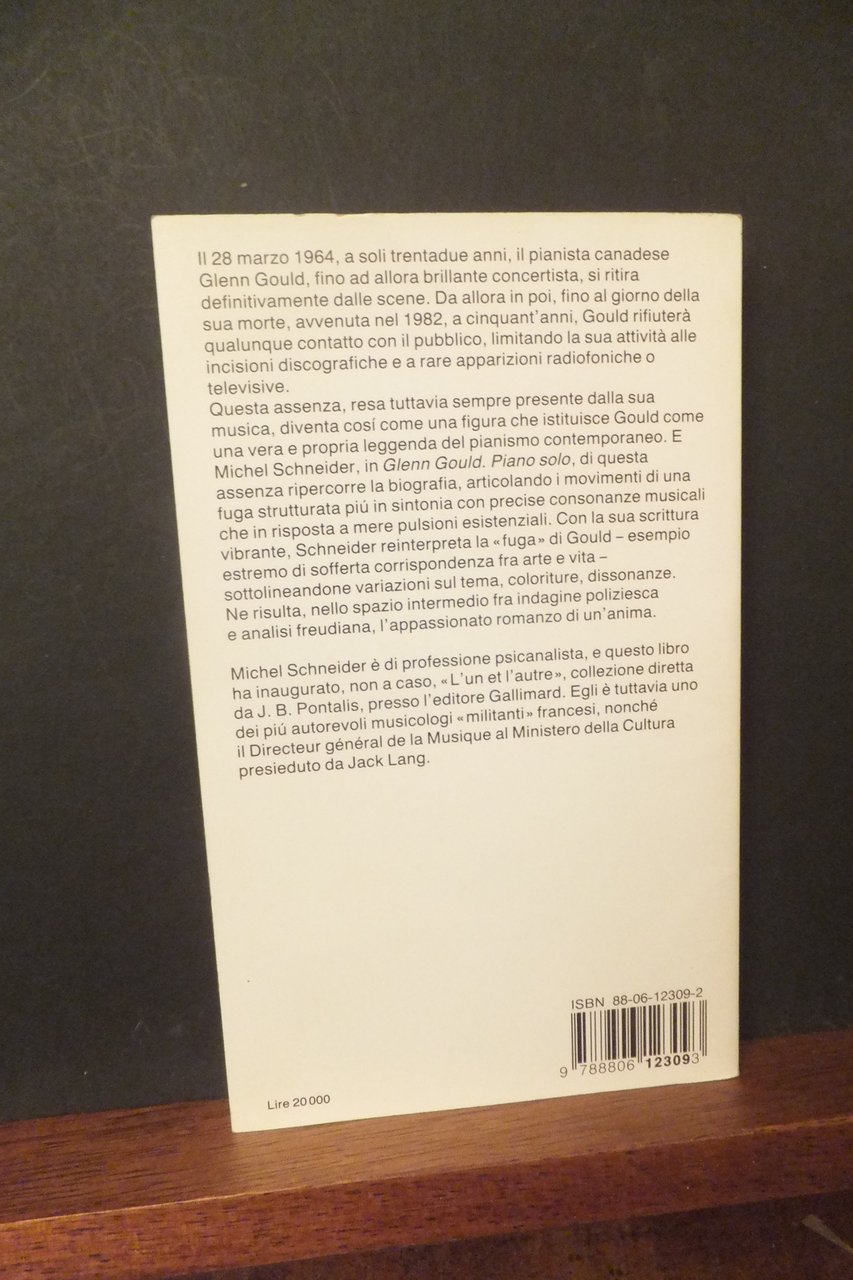 Il 28 marzo 1964, a soli trentadue anni, il pianista canadese
Glenn Gould, fino ad allora brillante concertista, si ritira
definitivamente dalle scene. Da allora in poi, fino al giorno della
sua morte, avvenuta nel 1982, a cinquant'anni, Gould rifiuterà
qualunque contatto con il pubblico, limitando la sua attività alle
incisioni discografiche e a rare apparizioni radiofoniche o
televisive.
Questa assenza, resa tuttavia sempre presente dalla sua
musica, diventa cosí come una figura che istituisce Gould come
una vera e propria leggenda del pianismo contemporaneo. E
Michel Schneider, in Glenn Gould. Piano solo, di questa
assenza ripercorre la biografia, articolando i movimenti di una
fuga strutturata piú in sintonia con precise consonanze musicali
che in risposta a mere pulsioni esistenziali. Con la sua scrittura
vibrante, Schneider reinterpreta la «fuga» di Gould – esempio
estremo di sofferta corrispondenza fra arte e vita –
sottolineandone variazioni sul tema, coloriture, dissonanze.
Ne risulta, nello spazio intermedio fra indagine poliziesca
e analisi freudiana, l'appassionato romanzo di un'anima.
Michel Schneider è di professione psicanalista, e questo libro
ha inaugurato, non a caso, «L'un et l'autre», collezione diretta
da J. B. Pontalis, presso l'editore Gallimard. Egli è tuttavia uno
dei piú autorevoli musicologi «militanti» francesi, nonché
il Directeur général de la Musique al Ministero della Cultura
presieduto da Jack Lang.
ISBN 88-06-12309-2
9 788806 123093
Lire 20000